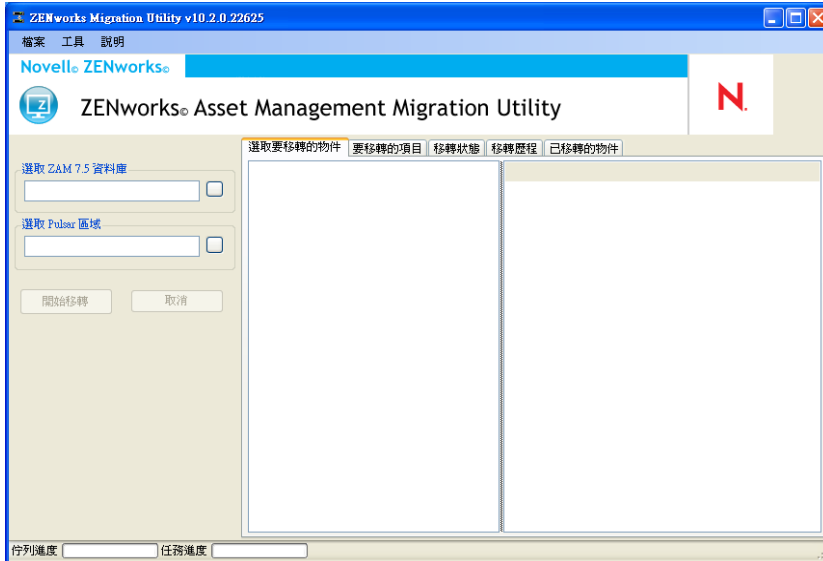 ZENworks Migration Utility v10.2.0.22625
檔案 工具 說明
Novell© ZENworks©
ZENworks© Asset Management Migration Utility
N.
選取要移轉的物件 要移轉的項目 移轉狀態 移轉歷程 已移轉的物件
選取 ZAM 7.5 資料庫
選取 Pulsar 區域
開始移轉 取消
佇列進度 任務進度